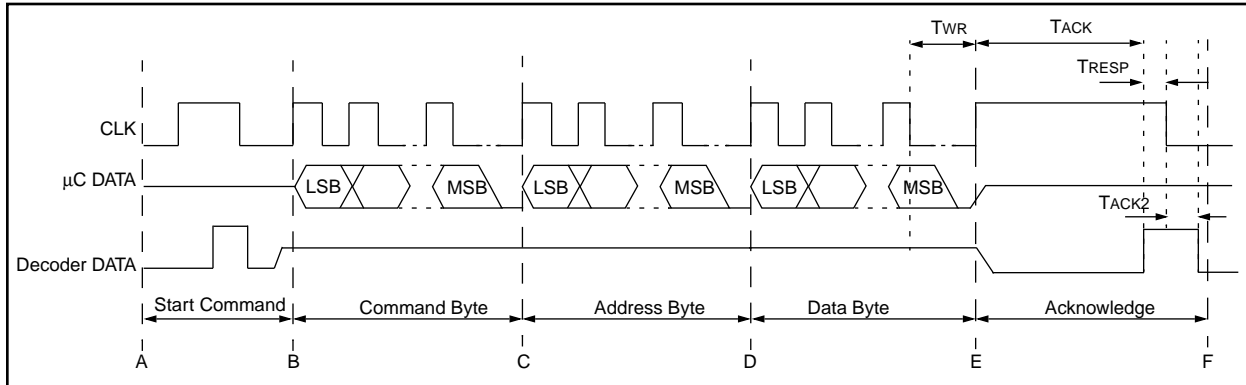 TWR
TACK
TRESP
CLK
μC DATA
LSB
MSB
LSB
MSB
LSB
MSB
TACK2
Decoder DATA
Start Command
Command Byte
Address Byte
Data Byte
Acknowledge
A
B
C
D
E
F